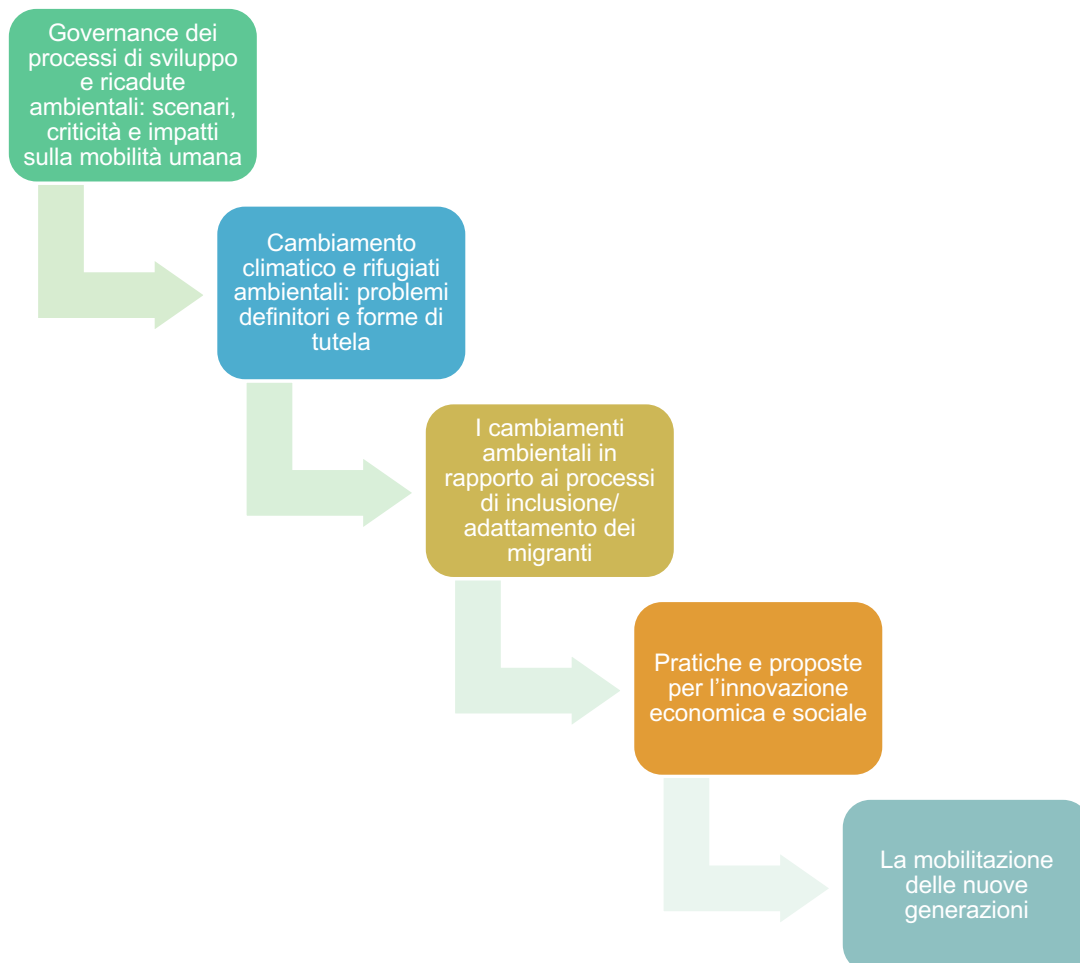 Governance dei
processi di sviluppo
e ricadute
ambientali: scenari,
criticità e impatti
sulla mobilità umana
Cambiamento
climatico e rifugiati
ambientali: problemi
definitori e forme di
tutela
I cambiamenti
ambientali in
rapporto ai processi
di inclusione/
adattamento dei
migranti
Pratiche e proposte
per l’innovazione
economica e sociale
La mobilitazione
delle nuove
generazioni